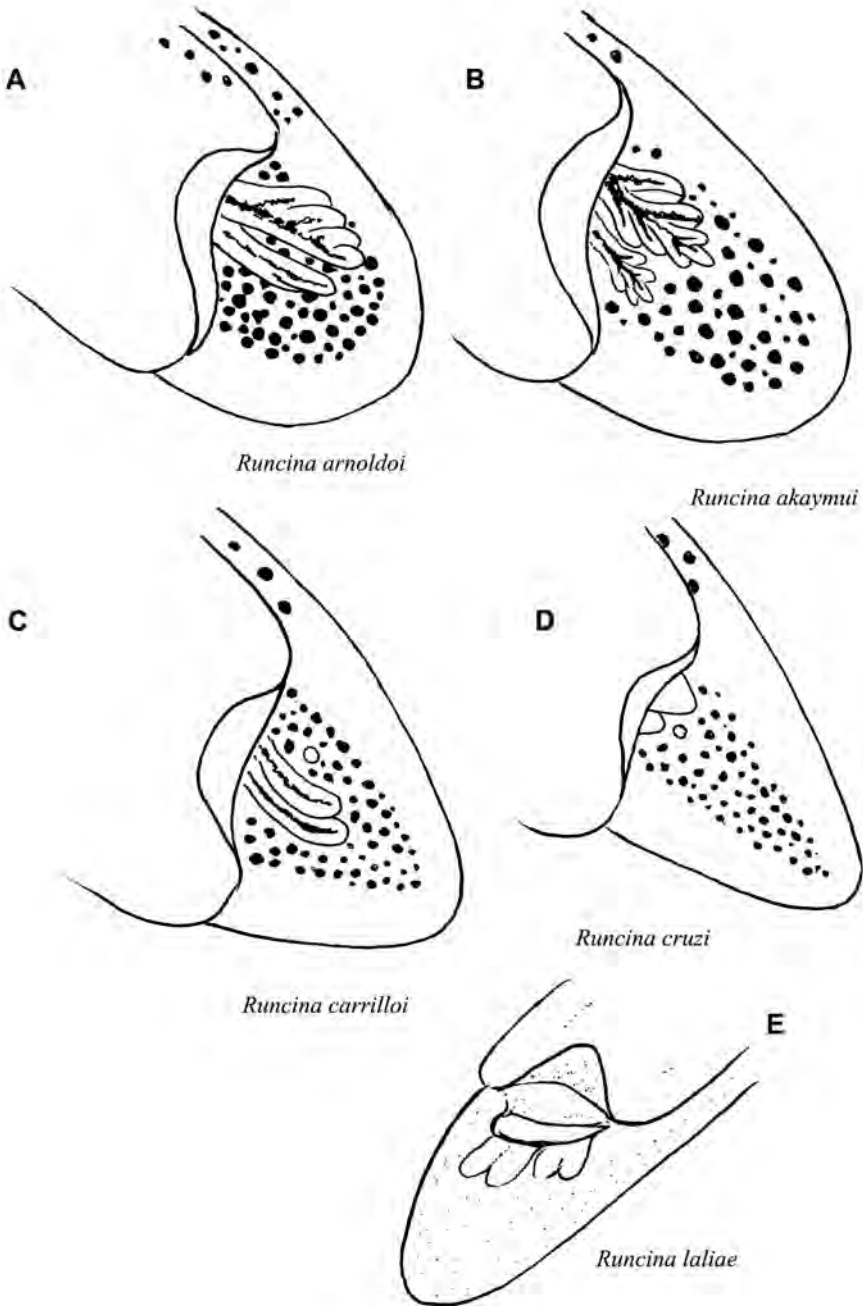 A
B
Runcina arnoldoi
Runcina akaymui
C
D
Runcina cruzi
Runcina carrilloi
E
Runcina laliae